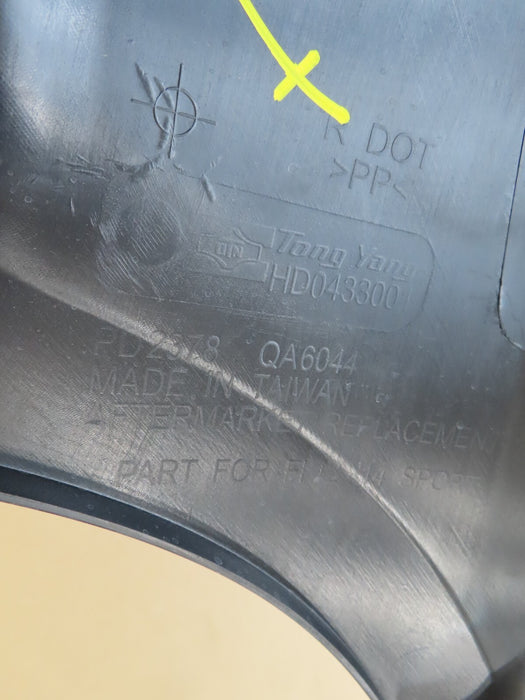 R DOT
>PP<
Tong Yang
HD043300
QA6044
MADE IN TAIWAN
AFTERMARKET REPLACEMENT
PART FOR